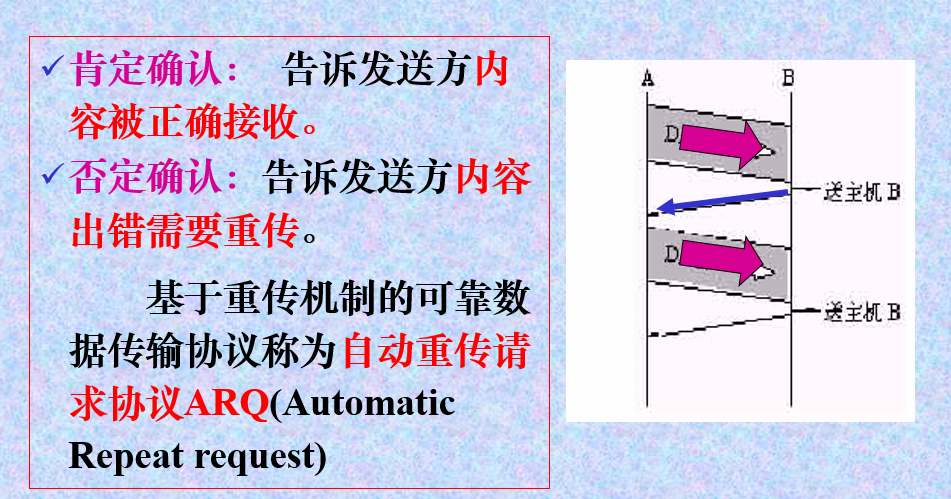 肯定确认： 告诉发送方内
容被正确接收。
否定确认：告诉发送方内容
出错需要重传。
基于重传机制的可靠数
据传输协议称为自动重传请
求协议ARQ(Automatic
Repeat request)
A
B
D
送主机 B
D
送主机 B